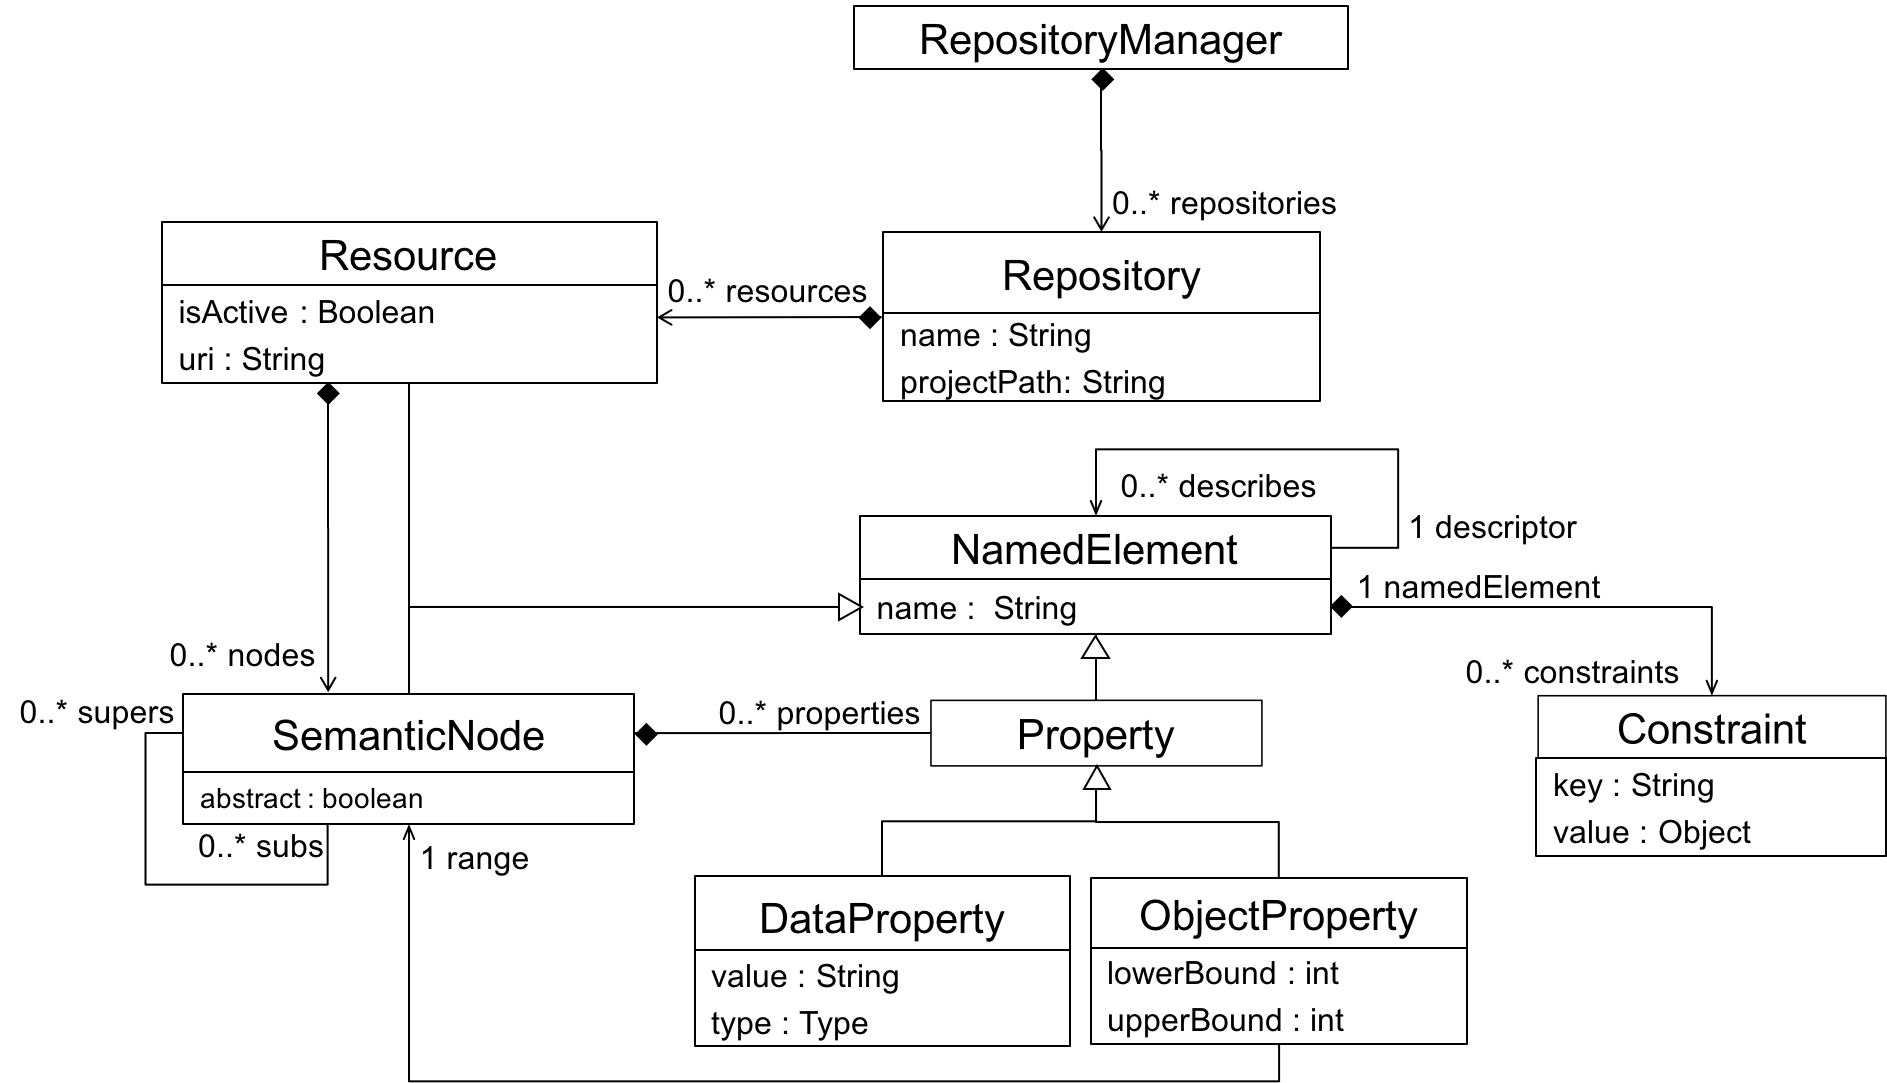 RepositoryManager
0..* repositories
Resource
isActive : Boolean
uri : String
0..* resources
Repository
name : String
projectPath: String
0..* describes
1 descriptor
NamedElement
name : String
1 namedElement
0..* nodes
0..* constraints
0..* supers
SemanticNode
abstract : boolean
0..* subs
1 range
0..* properties
Property
Constraint
key : String
value : Object
DataProperty
value : String
type : Type
ObjectProperty
lowerBound : int
upperBound : int